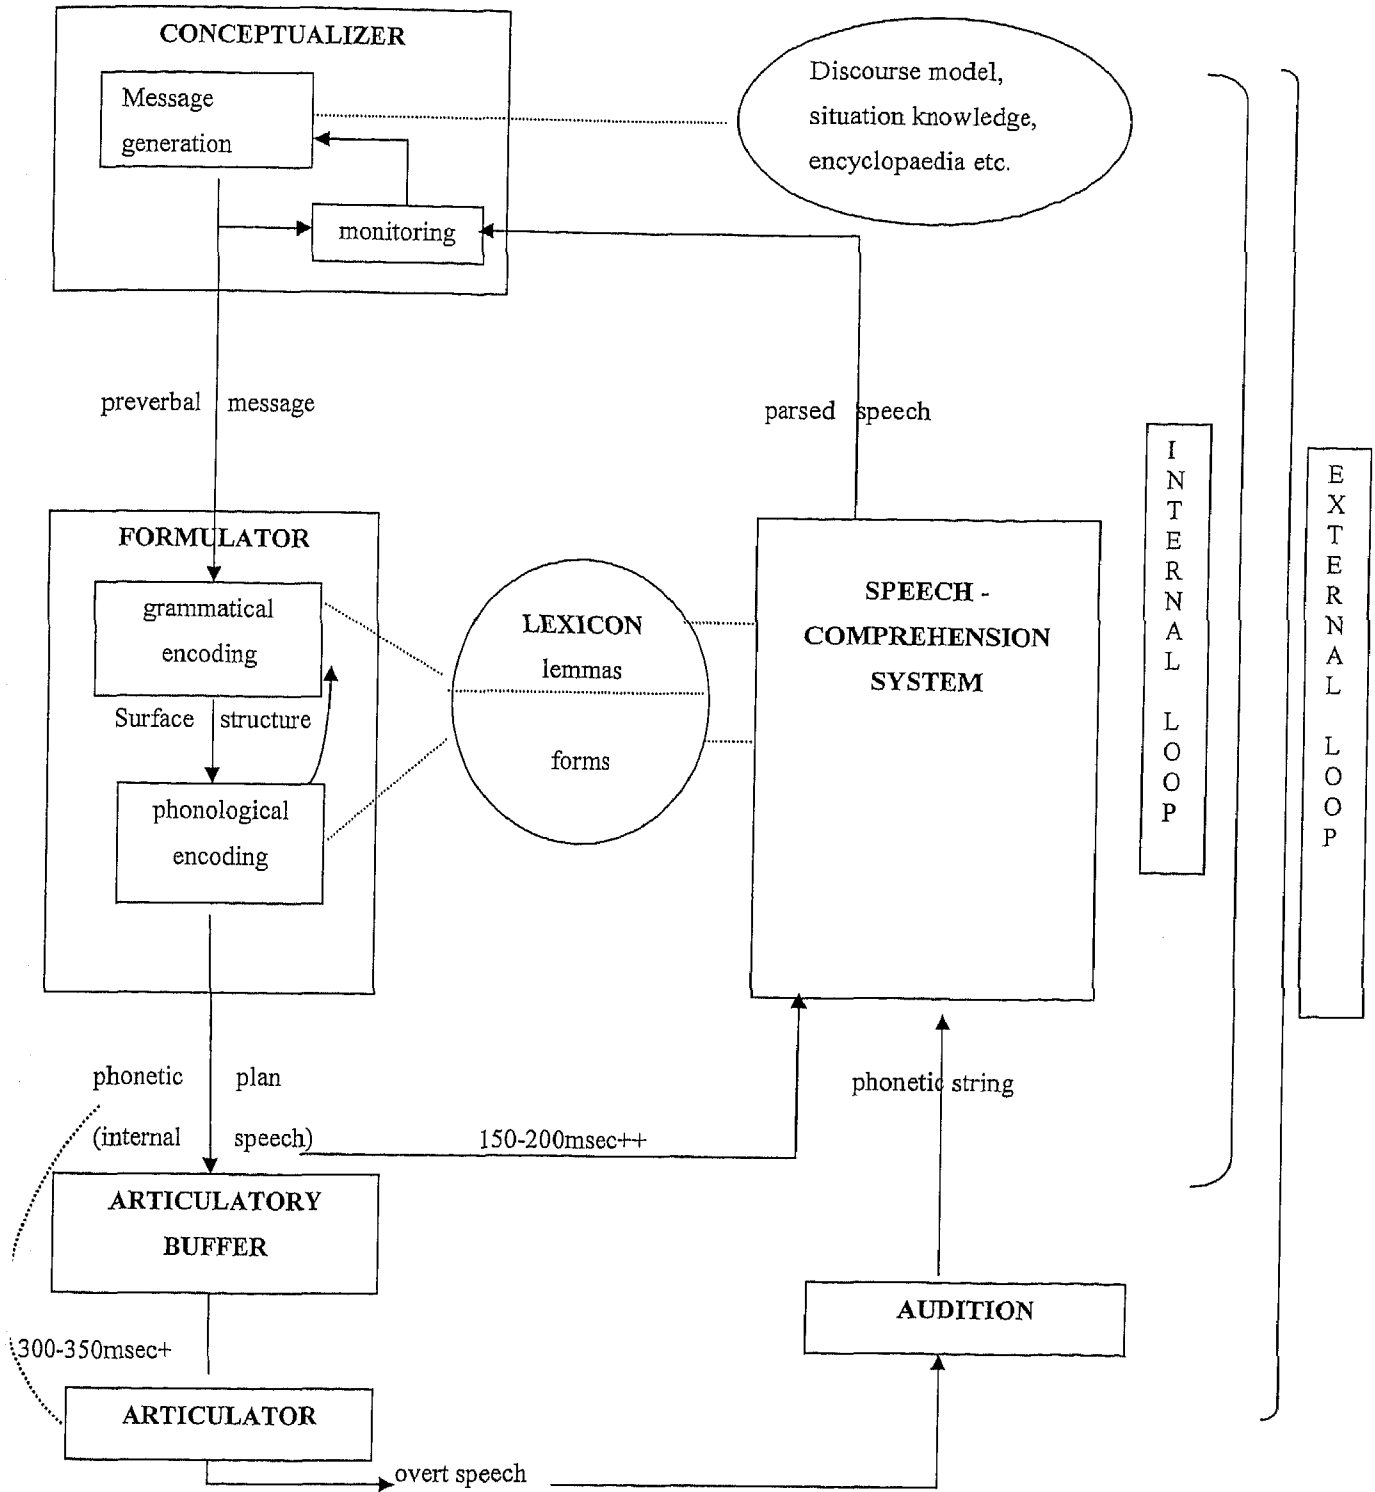 CONCEPTUALIZER
Message
generation
monitoring
Discourse model,
situation knowledge,
encyclopaedia etc.
preverbal message
parsed speech
FORMULATOR
grammatical
encoding
Surface structure
phonological
encoding
LEXICON
lemmas
forms
SPEECH -
COMPREHENSION
SYSTEM
INTERNAL LOOP
EXTERNAL LOOP
phonetic plan
(internal speech)
150-200msec++
phonetic string
ARTICULATORY
BUFFER
AUDITION
300-350msec+
ARTICULATOR
overt speech